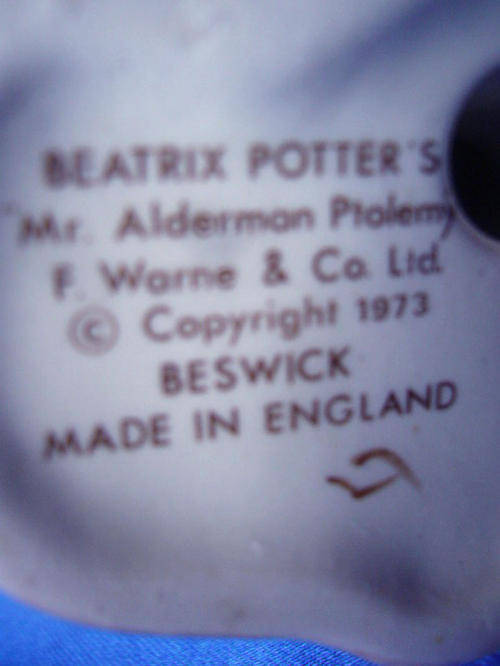 BEATRIX POTTER'S
"Mr. Alderman Ptolemy
F. Warne & Co. Ltd.
© Copyright 1973
BESWICK
MADE IN ENGLAND